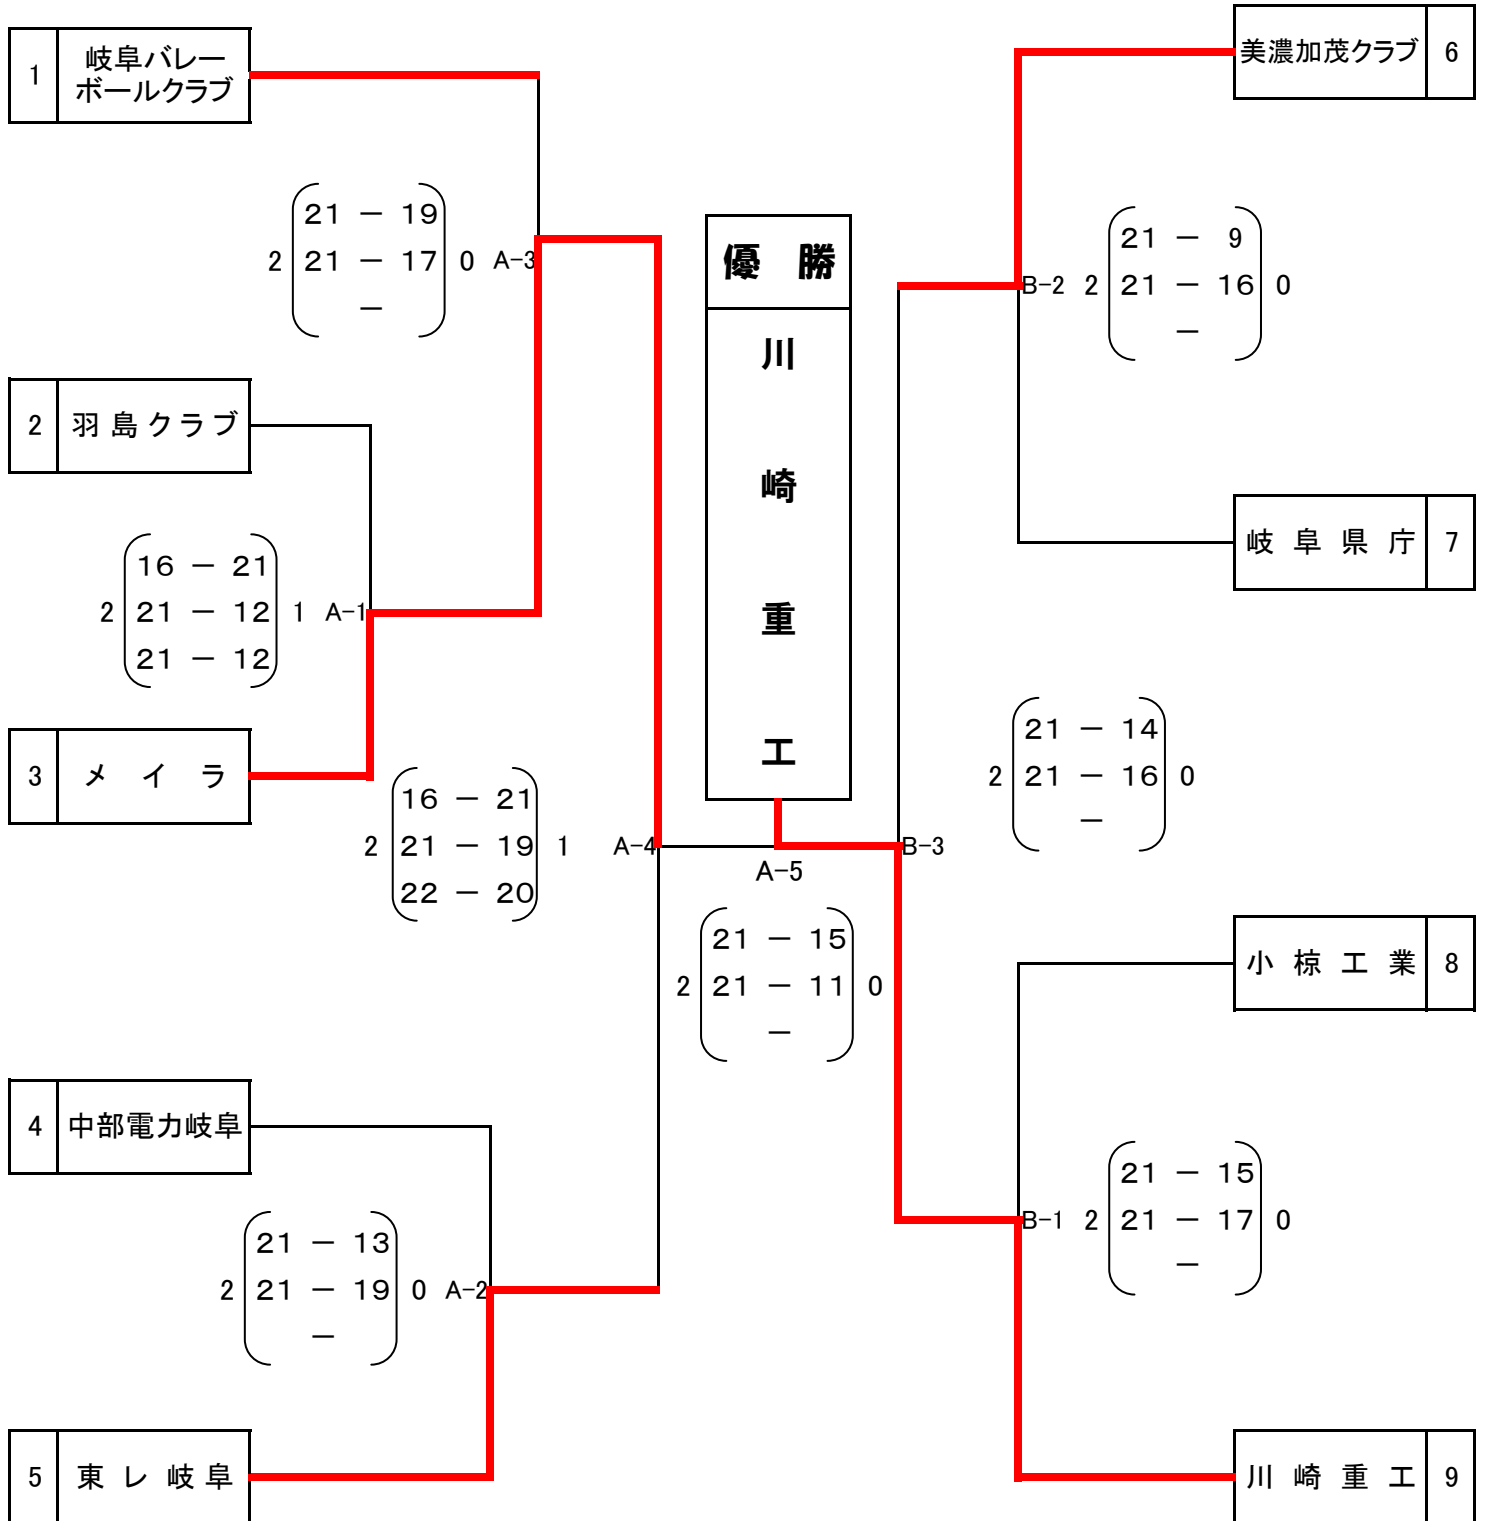 1 岐阜バレー
ボールクラブ
21 － 19
2 21 － 17 0 A-3
－
2 羽島クラブ
16 － 21
2 21 － 12 1 A-1
21 － 12
3 メイラ
16 － 21
2 21 － 19 1 A-4
22 － 20
4 中部電力岐阜
21 － 13
2 21 － 19 0 A-2
－
5 東レ岐阜
優勝
川崎重工
A-5
21 － 15
2 21 － 11 0
－
美濃加茂クラブ 6
21 － 9
B-2 2 21 － 16 0
－
岐阜県庁 7
B-3
21 － 14
2 21 － 16 0
－
小椋工業 8
21 － 15
B-1 2 21 － 17 0
－
川崎重工 9